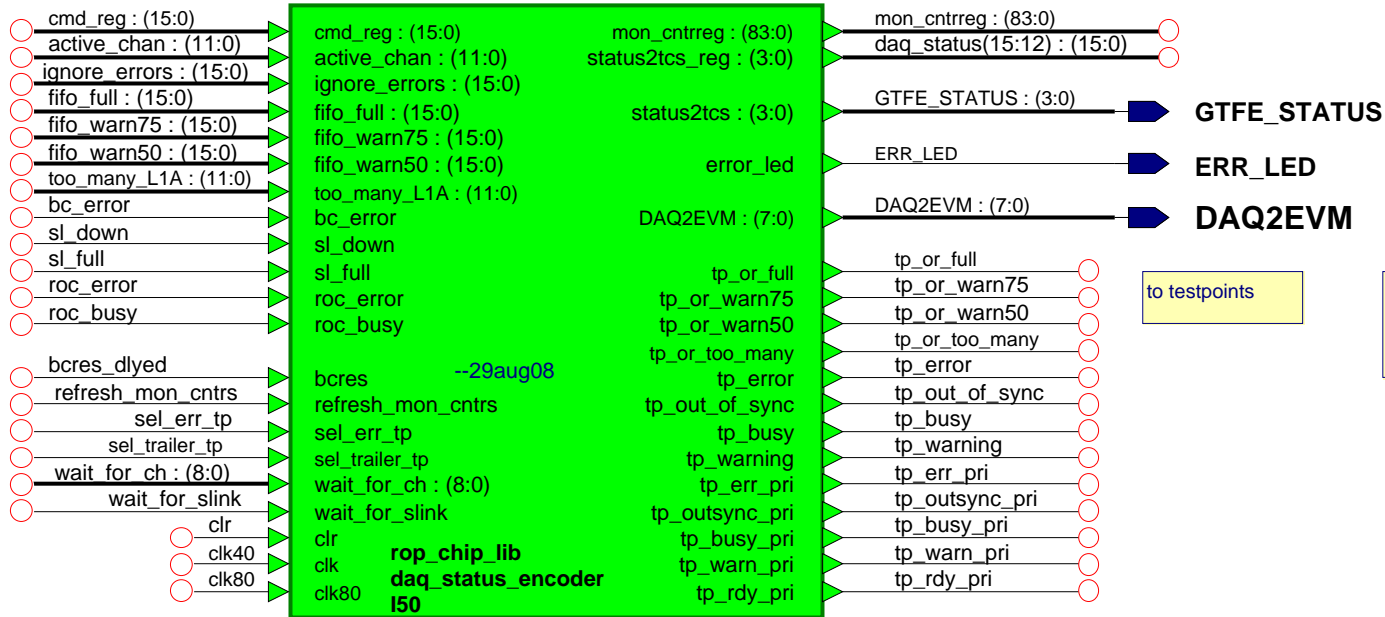 cmd_reg : (15:0)
active_chan : (11:0)
ignore_errors : (15:0)
fifo_full : (15:0)
fifo_warn75 : (15:0)
fifo_warn50 : (15:0)
too_many_L1A : (11:0)
bc_error
sl_down
sl_full
roc_error
roc_busy
bcres_dlyed
refresh_mon_cntrs
sel_err_tp
sel_trailer_tp
wait_for_ch : (8:0)
wait_for_slink
clr
clk40
clk80
cmd_reg : (15:0)
active_chan : (11:0)
ignore_errors : (15:0)
fifo_full : (15:0)
fifo_warn75 : (15:0)
fifo_warn50 : (15:0)
too_many_L1A : (11:0)
bc_error
sl_down
sl_full
roc_error
roc_busy
bcres
refresh_mon_cntrs
sel_err_tp
sel_trailer_tp
wait_for_ch : (8:0)
wait_for_slink
clr
clk
clk80
--29aug08
rop_chip_lib
daq_status_encoder
I50
mon_cntrreg : (83:0)
status2tcs_reg : (3:0)
status2tcs : (3:0)
error_led
DAQ2EVM : (7:0)
tp_or_full
tp_or_warn75
tp_or_warn50
tp_or_too_many
tp_error
tp_out_of_sync
tp_busy
tp_warning
tp_err_pri
tp_outsync_pri
tp_busy_pri
tp_warn_pri
tp_rdy_pri
mon_cntrreg : (83:0)
daq_status(15:12) : (15:0)
GTFE_STATUS : (3:0)
ERR_LED
DAQ2EVM : (7:0)
tp_or_full
tp_or_warn75
tp_or_warn50
tp_or_too_many
tp_error
tp_out_of_sync
tp_busy
tp_warning
tp_err_pri
tp_outsync_pri
tp_busy_pri
tp_warn_pri
tp_rdy_pri
GTFE_STATUS
ERR_LED
DAQ2EVM
to testpoints